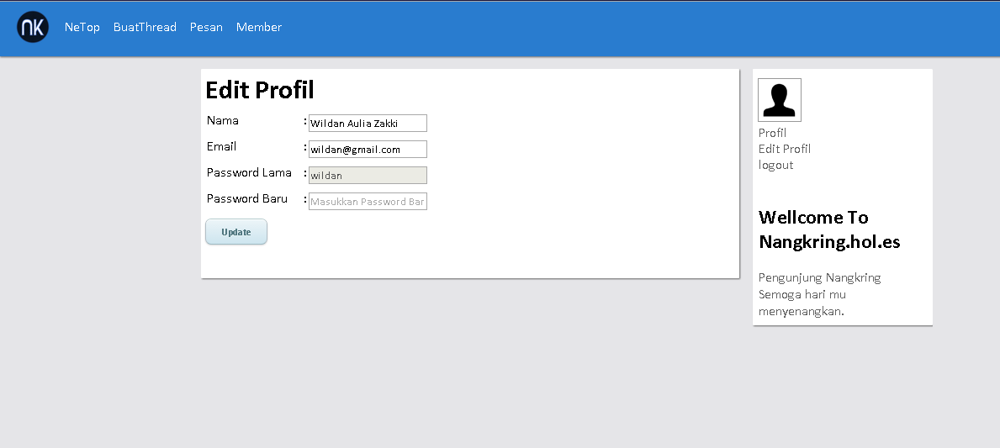 nk NeTop BuatThread Pesan Member
Edit Profil
Nama : Wildan Aulia Zakki
Email : wildan@gmail.com
Password Lama : wildan
Password Baru : Masukkan Password Bar
Update
Profil
Edit Profil
logout
Wellcome To
Nangkring.hol.es
Pengunjung Nangkring
Semoga hari mu
menyenangkan.